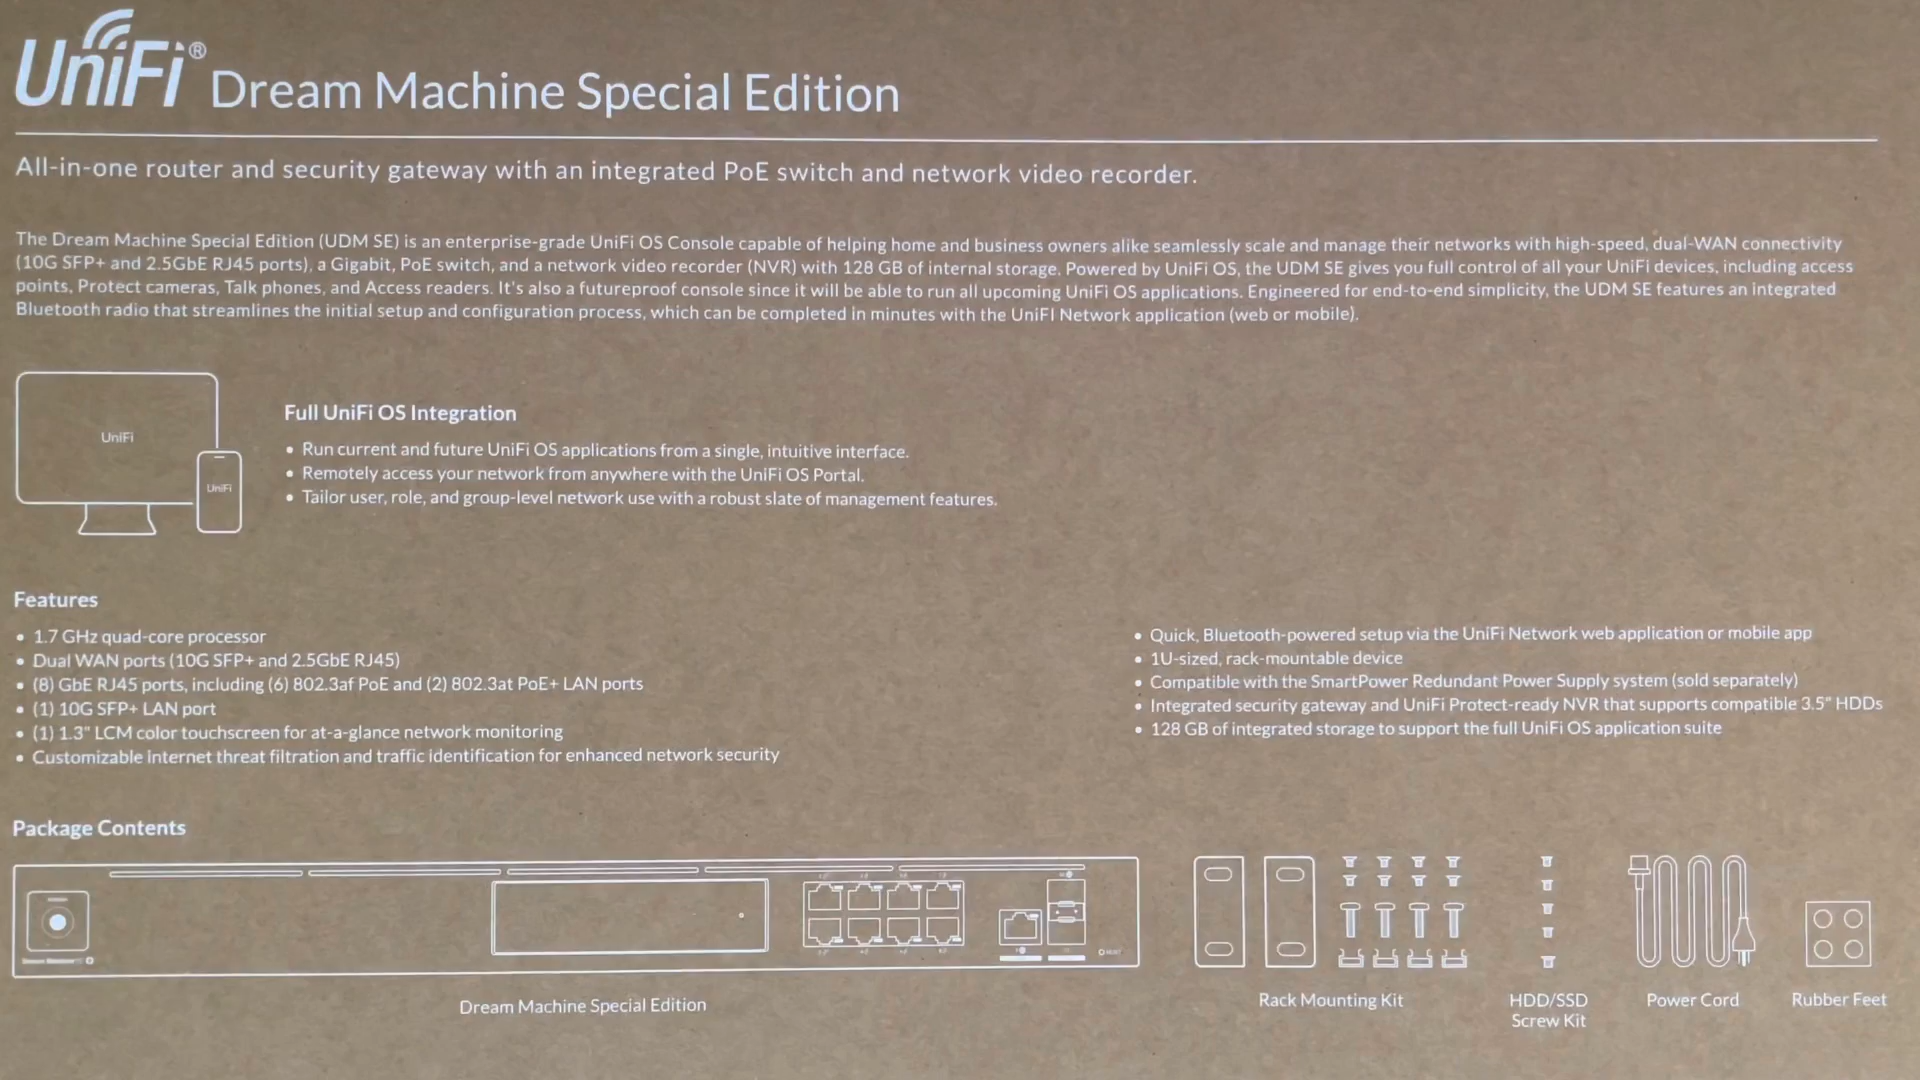 UniFi® Dream Machine Special Edition
All-in-one router and security gateway with an integrated PoE switch and network video recorder.
The Dream Machine Special Edition (UDM SE) is an enterprise-grade UniFi OS Console capable of helping home and business owners alike seamlessly scale and manage their networks with high-speed, dual-WAN connectivity
(10G SFP+ and 2.5GbE RJ45 ports), a Gigabit, PoE switch, and a network video recorder (NVR) with 128 GB of internal storage. Powered by UniFi OS, the UDM SE gives you full control of all your UniFi devices, including access
points, Protect cameras, Talk phones, and Access readers. It's also a futureproof console since it will be able to run all upcoming UniFi OS applications. Engineered for end-to-end simplicity, the UDM SE features an integrated
Bluetooth radio that streamlines the initial setup and configuration process, which can be completed in minutes with the UniFI Network application (web or mobile).
UniFi
UniFi
Full UniFi OS Integration
• Run current and future UniFi OS applications from a single, intuitive interface.
• Remotely access your network from anywhere with the UniFi OS Portal.
• Tailor user, role, and group-level network use with a robust slate of management features.
Features
• 1.7 GHz quad-core processor
• Dual WAN ports (10G SFP+ and 2.5GbE RJ45)
• (8) GbE RJ45 ports, including (6) 802.3af PoE and (2) 802.3at PoE+ LAN ports
• (1) 10G SFP+ LAN port
• (1) 1.3" LCM color touchscreen for at-a-glance network monitoring
• Customizable internet threat filtration and traffic identification for enhanced network security
• Quick, Bluetooth-powered setup via the UniFi Network web application or mobile app
• 1U-sized, rack-mountable device
• Compatible with the SmartPower Redundant Power Supply system (sold separately)
• Integrated security gateway and UniFi Protect-ready NVR that supports compatible 3.5" HDDs
• 128 GB of integrated storage to support the full UniFi OS application suite
Package Contents
Dream Machine Special Edition
Rack Mounting Kit
HDD/SSD
Screw Kit
Power Cord
Rubber Feet